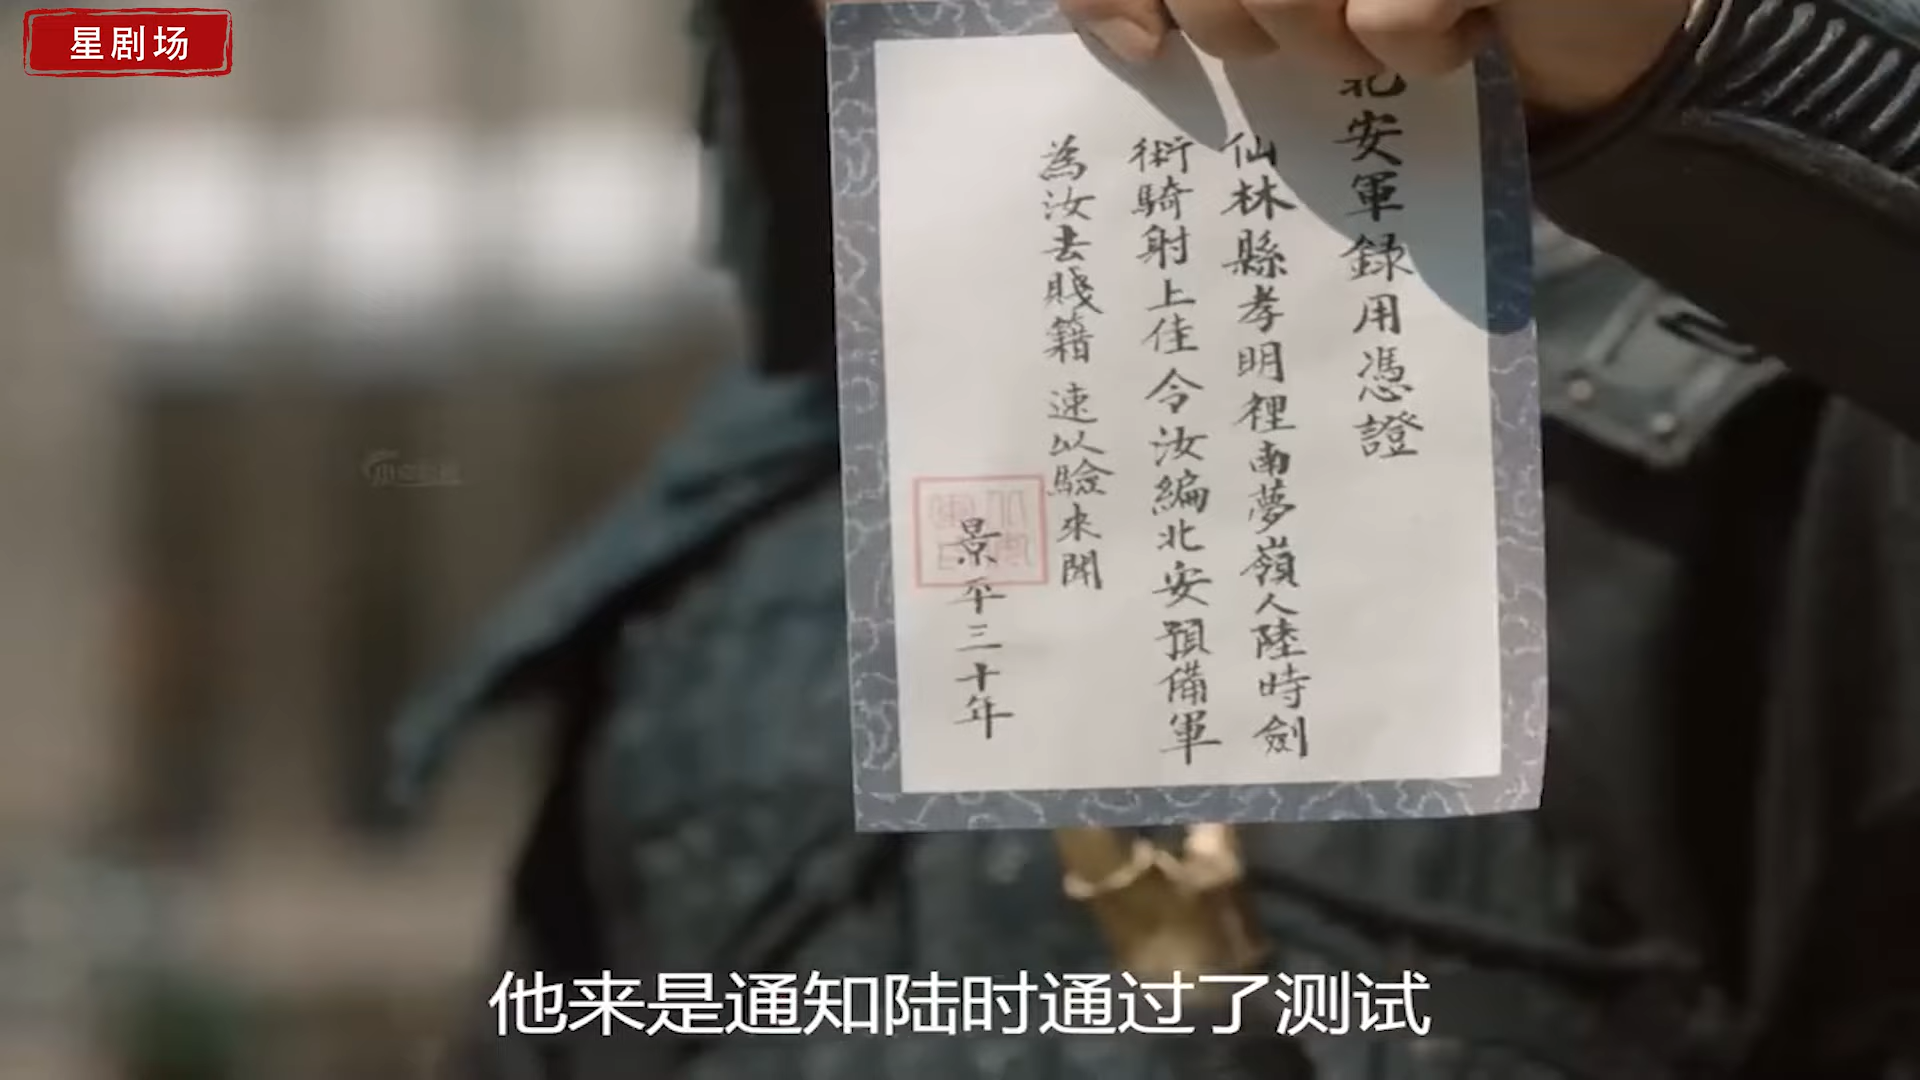 星剧场
北安軍録用憑證
仙林縣孝明裡南夢嶺人陸時劍
術騎射上佳令汝編北安預備軍
為汝去賤籍 速以驗來開
景平三十年
他来是通知陆时通过了测试